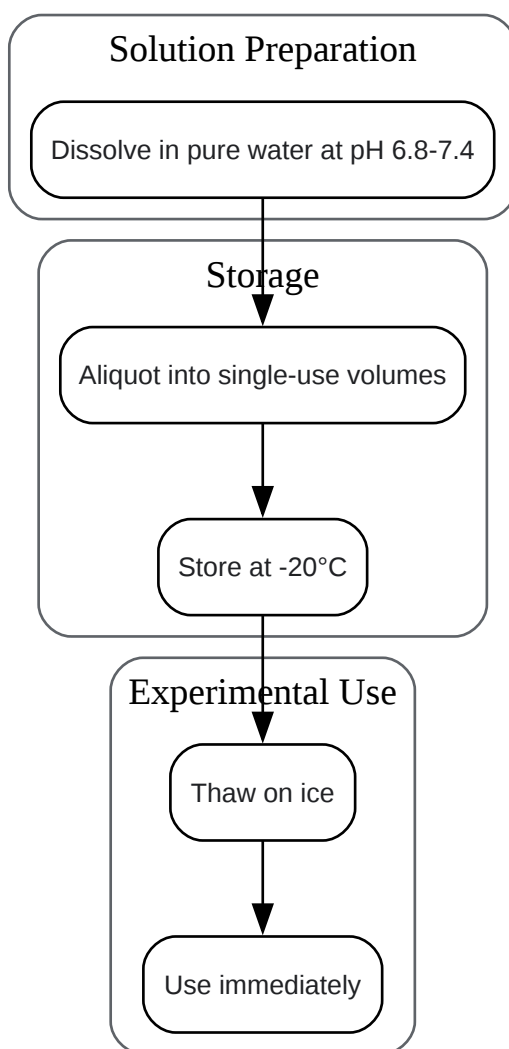 Solution Preparation
Dissolve in pure water at pH 6.8-7.4
Storage
Aliquot into single-use volumes
Store at -20°C
Experimental Use
Thaw on ice
Use immediately